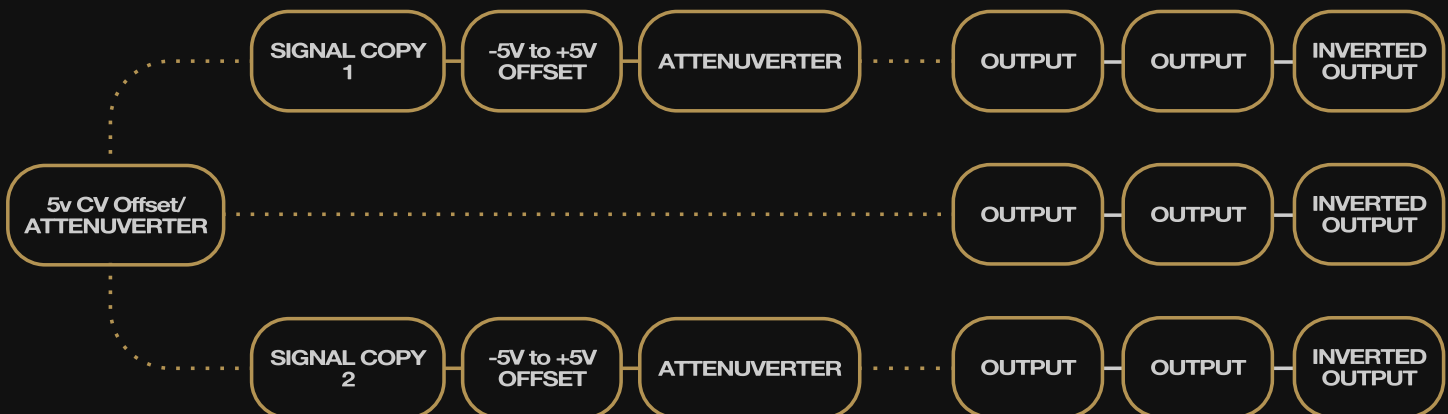 SIGNAL COPY
1
-5V to +5V
OFFSET
ATTENUVERTER
OUTPUT
OUTPUT
INVERTED
OUTPUT
5v CV Offset/
ATTENUVERTER
OUTPUT
OUTPUT
INVERTED
OUTPUT
SIGNAL COPY
2
-5V to +5V
OFFSET
ATTENUVERTER
OUTPUT
OUTPUT
INVERTED
OUTPUT